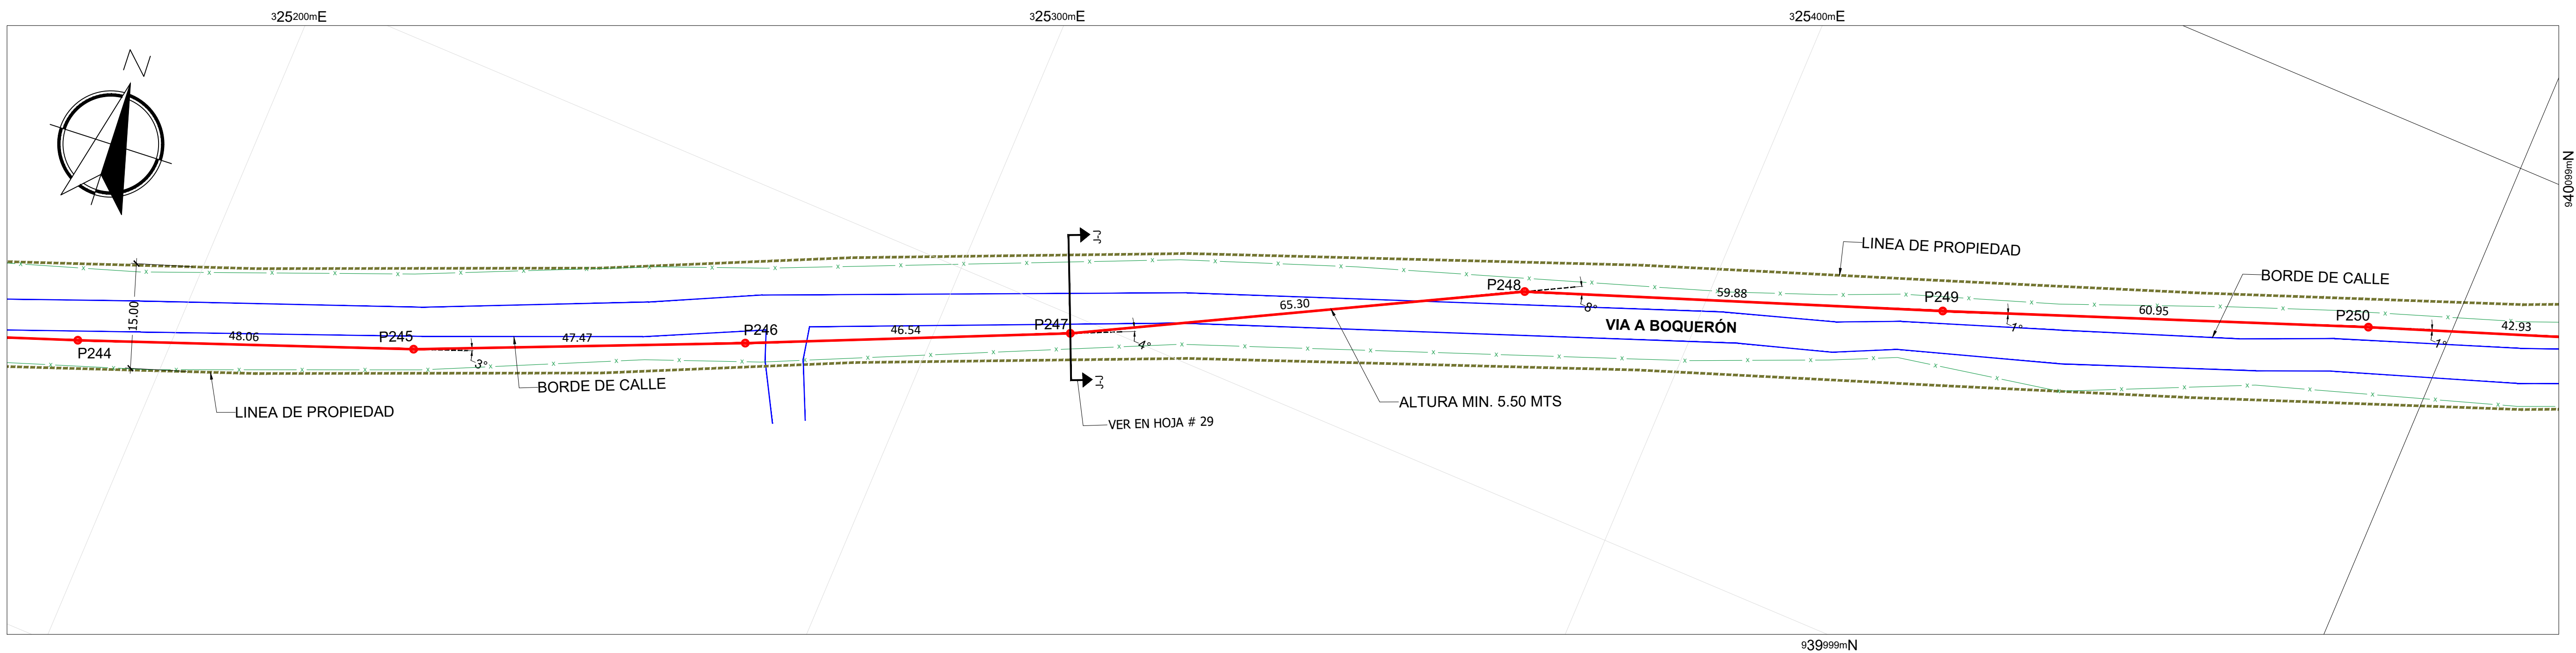 325200mE
325300mE
325400mE
N
940099mN
LINEA DE PROPIEDAD
BORDE DE CALLE
P248
59.88
P249
60.95
P250
42.93
65.30
8°
1°
1°
VIA A BOQUERÓN
15.00
48.06
P244
P245
47.47
3°
P246
46.54
P247
4°
BORDE DE CALLE
LINEA DE PROPIEDAD
ALTURA MIN. 5.50 MTS
VER EN HOJA # 29
939999mN